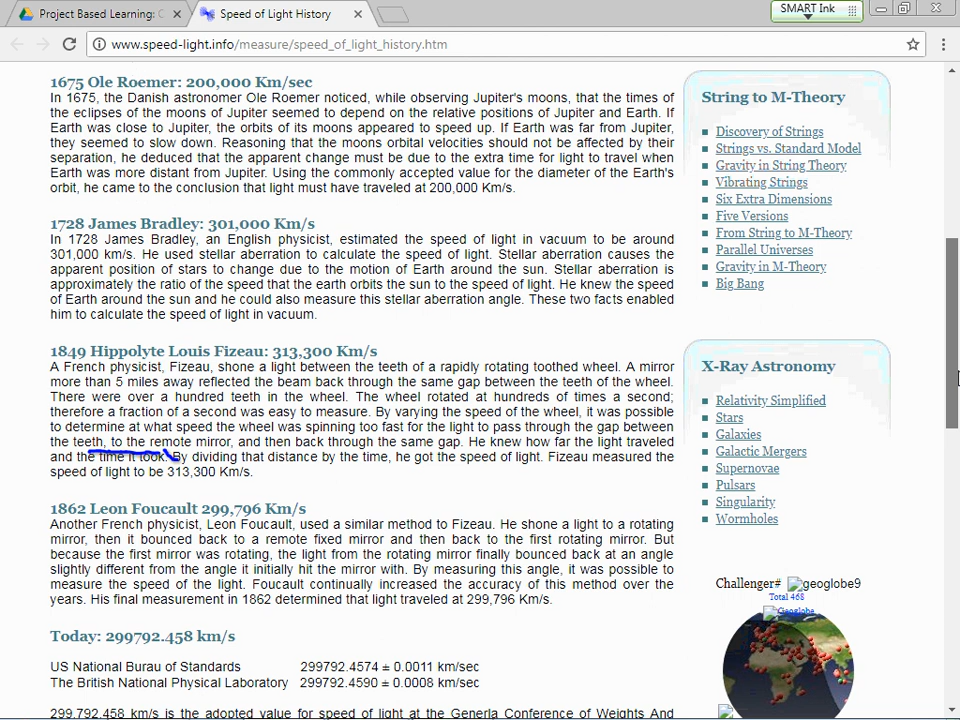 Project Based Learning: C
Speed of Light History
SMART Ink
www.speed-light.info/measure/speed_of_light_history.htm
1675 Ole Roemer: 200,000 Km/sec
In 1675, the Danish astronomer Ole Roemer noticed, while observing Jupiter's moons, that the times of
the eclipses of the moons of Jupiter seemed to depend on the relative positions of Jupiter and Earth. If
Earth was close to Jupiter, the orbits of its moons appeared to speed up. If Earth was far from Jupiter,
they seemed to slow down. Reasoning that the moons orbital velocities should not be affected by their
separation, he deduced that the apparent change must be due to the extra time for light to travel when
Earth was more distant from Jupiter. Using the commonly accepted value for the diameter of the Earth's
orbit, he came to the conclusion that light must have traveled at 200,000 Km/s.
1728 James Bradley: 301,000 Km/s
In 1728 James Bradley, an English physicist, estimated the speed of light in vacuum to be around
301,000 km/s. He used stellar aberration to calculate the speed of light. Stellar aberration causes the
apparent position of stars to change due to the motion of Earth around the sun. Stellar aberration is
approximately the ratio of the speed that the earth orbits the sun to the speed of light. He knew the speed
of Earth around the sun and he could also measure this stellar aberration angle. These two facts enabled
him to calculate the speed of light in vacuum.
1849 Hippolyte Louis Fizeau: 313,300 Km/s
A French physicist, Fizeau, shone a light between the teeth of a rapidly rotating toothed wheel. A mirror
more than 5 miles away reflected the beam back through the same gap between the teeth of the wheel.
There were over a hundred teeth in the wheel. The wheel rotated at hundreds of times a second;
therefore a fraction of a second was easy to measure. By varying the speed of the wheel, it was possible
to determine at what speed the wheel was spinning too fast for the light to pass through the gap between
the teeth, to the remote mirror, and then back through the same gap. He knew how far the light traveled
and the time it took. By dividing that distance by the time, he got the speed of light. Fizeau measured the
speed of light to be 313,300 Km/s.
1862 Leon Foucault 299,796 Km/s
Another French physicist, Leon Foucault, used a similar method to Fizeau. He shone a light to a rotating
mirror, then it bounced back to a remote fixed mirror and then back to the first rotating mirror. But
because the first mirror was rotating, the light from the rotating mirror finally bounced back at an angle
slightly different from the angle it initially hit the mirror with. By measuring this angle, it was possible to
measure the speed of the light. Foucault continually increased the accuracy of this method over the
years. His final measurement in 1862 determined that light traveled at 299,796 Km/s.
Today: 299792.458 km/s
US National Burau of Standards 299792.4574 ± 0.0011 km/sec
The British National Physical Laboratory 299792.4590 ± 0.0008 km/sec
299,792.458 km/s is the adopted value for speed of light at the Generla Conference of Weights And
String to M-Theory
Discovery of Strings
Strings vs. Standard Model
Gravity in String Theory
Vibrating Strings
Six Extra Dimensions
Five Versions
From String to M-Theory
Parallel Universes
Gravity in M-Theory
Big Bang
X-Ray Astronomy
Relativity Simplified
Stars
Galaxies
Galactic Mergers
Supernovae
Pulsars
Singularity
Wormholes
Challenger# geoglobe9
Total 468
Geoglobe